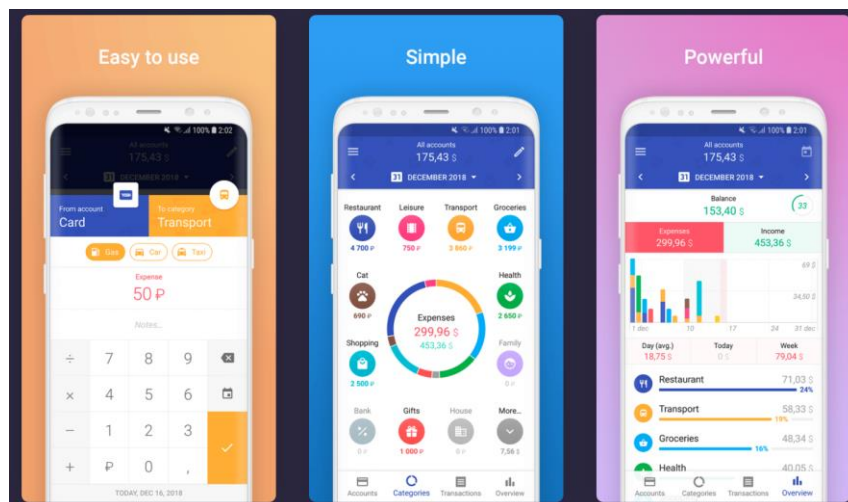 Easy to use
100% 2:02
All accounts
175,43 $
31 DECEMBER 2018
From account
Card
To category
Transport
Gas Car Taxi
Expense
50 ₽
Notes...
÷ 7 8 9
× 4 5 6
− 1 2 3
+ ₽ 0 ,
TODAY, DEC 16, 2018
Simple
100% 2:01
All accounts
175,43 $
31 DECEMBER 2018
Restaurant Leisure Transport Groceries
4 700 ₽ 750 ₽ 3 860 ₽ 3 199 ₽
Cat Health
690 ₽ 2 650 ₽
Expenses
299,96 $
453,36 $
Shopping Family
2 500 ₽ 0 ₽
Bank Gifts House More...
0 ₽ 1 000 ₽ 0 ₽ 7,56 $
Accounts Categories Transactions Overview
Powerful
100% 2:01
All accounts
175,43 $
31 DECEMBER 2018
Balance
153,40 $
33
Expenses Income
299,96 $ 453,36 $
69 $
34,50 $
1 dec 10 17 24 31 dec
Day (avg.) Today Week
18,75 $ 0 $ 79,04 $
Restaurant 71,03 $
24%
Transport 58,33 $
19%
Groceries 48,34 $
16%
Health 40,05 $
Accounts Categories Transactions Overview